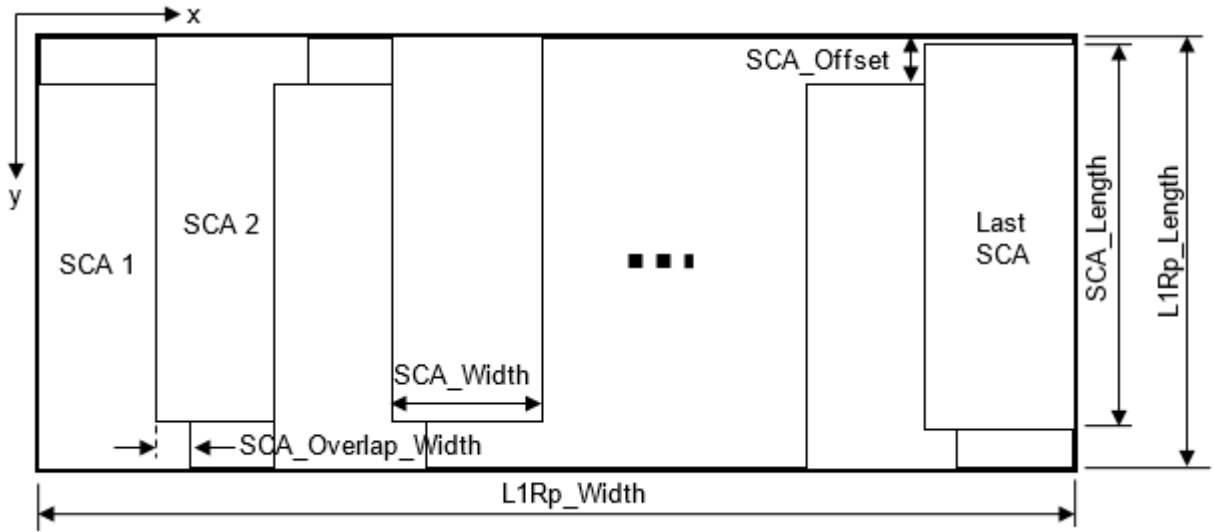 x
y
SCA_Offset
SCA 1
SCA 2
Last
SCA
SCA_Length
L1Rp_Length
SCA_Width
SCA_Overlap_Width
L1Rp_Width